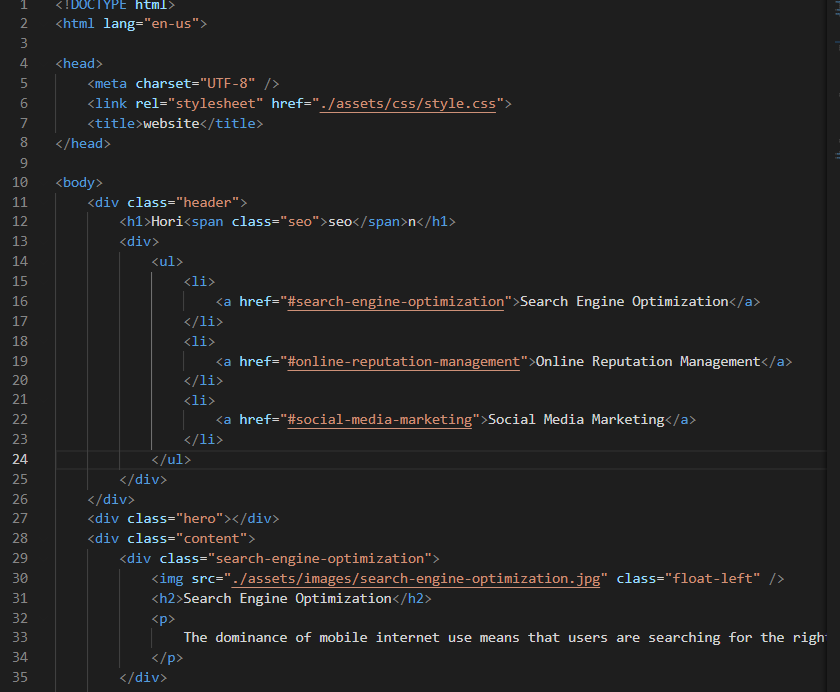 1 <!DOCTYPE html>
2 <html lang="en-us">
3
4 <head>
5     <meta charset="UTF-8" />
6     <link rel="stylesheet" href="./assets/css/style.css">
7     <title>website</title>
8 </head>
9
10 <body>
11     <div class="header">
12         <h1>Hori<span class="seo">seo</span>n</h1>
13         <div>
14             <ul>
15                 <li>
16                     <a href="#search-engine-optimization">Search Engine Optimization</a>
17                 </li>
18                 <li>
19                     <a href="#online-reputation-management">Online Reputation Management</a>
20                 </li>
21                 <li>
22                     <a href="#social-media-marketing">Social Media Marketing</a>
23                 </li>
24             </ul>
25         </div>
26     </div>
27     <div class="hero"></div>
28     <div class="content">
29         <div class="search-engine-optimization">
30             <img src="./assets/images/search-engine-optimization.jpg" class="float-left" />
31             <h2>Search Engine Optimization</h2>
32             <p>
33                 The dominance of mobile internet use means that users are searching for the righ
34             </p>
35         </div>